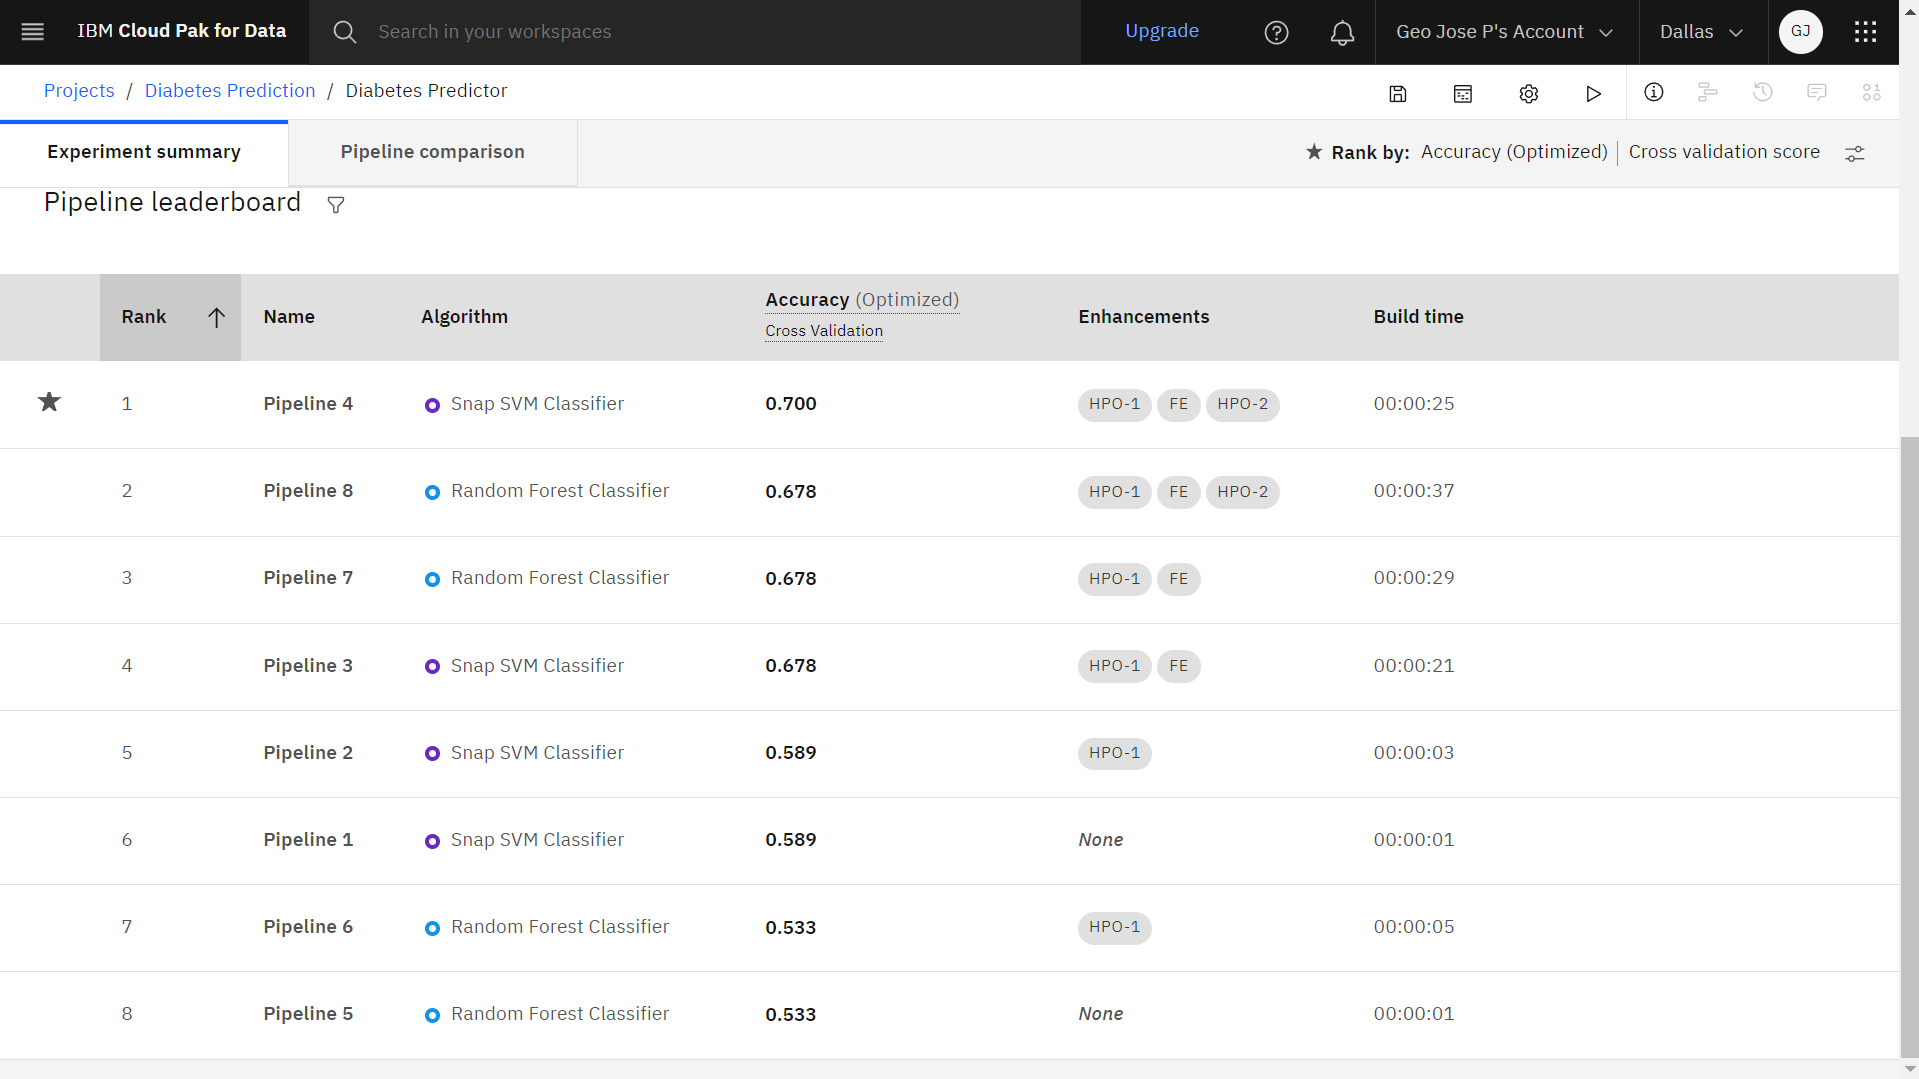 IBM Cloud Pak for Data Search in your workspaces Upgrade Geo Jose P's Account Dallas GJ
Projects / Diabetes Prediction / Diabetes Predictor
Experiment summary Pipeline comparison Rank by: Accuracy (Optimized) | Cross validation score
Pipeline leaderboard
Rank Name Algorithm Accuracy (Optimized) Enhancements Build time
Cross Validation
1 Pipeline 4 Snap SVM Classifier 0.700 HPO-1 FE HPO-2 00:00:25
2 Pipeline 8 Random Forest Classifier 0.678 HPO-1 FE HPO-2 00:00:37
3 Pipeline 7 Random Forest Classifier 0.678 HPO-1 FE 00:00:29
4 Pipeline 3 Snap SVM Classifier 0.678 HPO-1 FE 00:00:21
5 Pipeline 2 Snap SVM Classifier 0.589 HPO-1 00:00:03
6 Pipeline 1 Snap SVM Classifier 0.589 None 00:00:01
7 Pipeline 6 Random Forest Classifier 0.533 HPO-1 00:00:05
8 Pipeline 5 Random Forest Classifier 0.533 None 00:00:01